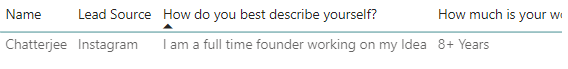 Name Lead Source How do you best describe yourself? How much is your
Chatterjee Instagram I am a full time founder working on my Idea 8+ Years